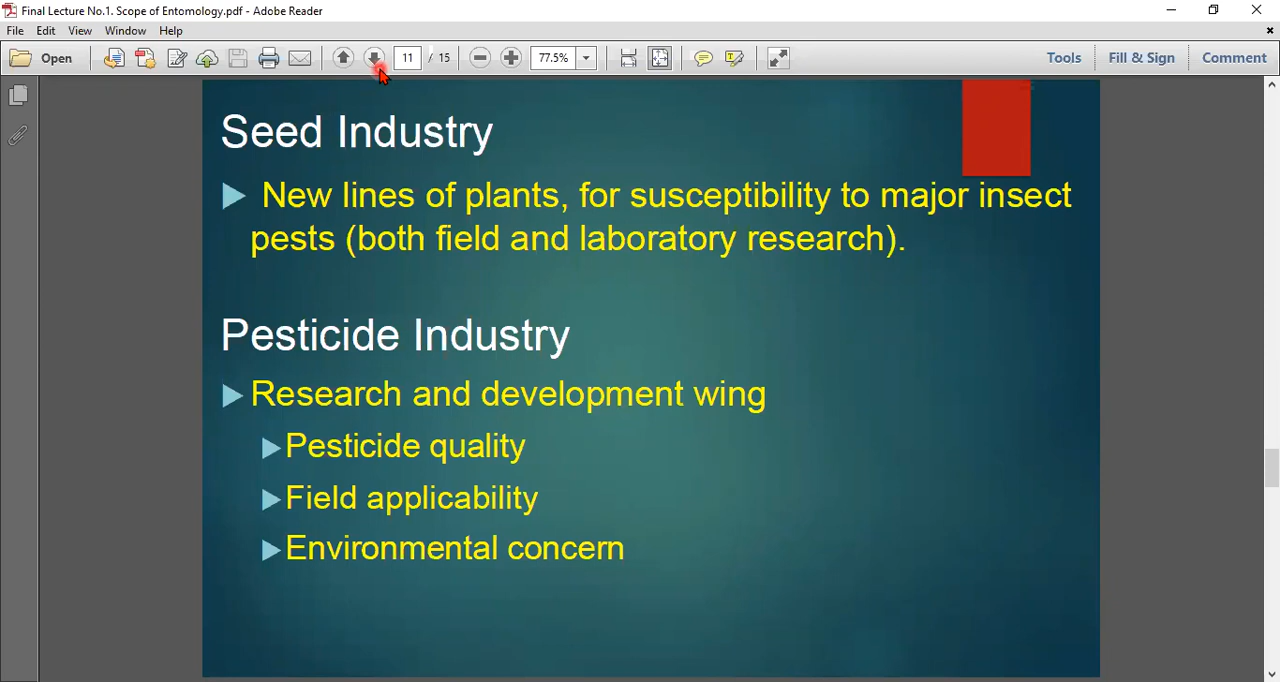 Final Lecture No.1. Scope of Entomology.pdf - Adobe Reader
File Edit View Window Help
Open 11 / 15 77.5% Tools Fill & Sign Comment
Seed Industry
New lines of plants, for susceptibility to major insect
pests (both field and laboratory research).
Pesticide Industry
Research and development wing
Pesticide quality
Field applicability
Environmental concern